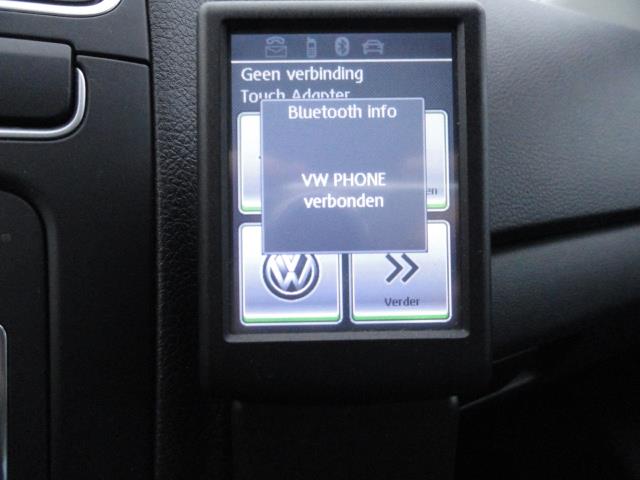 Geen verbinding
Touch Adapter
Bluetooth info
VW PHONE
verbonden
Verder